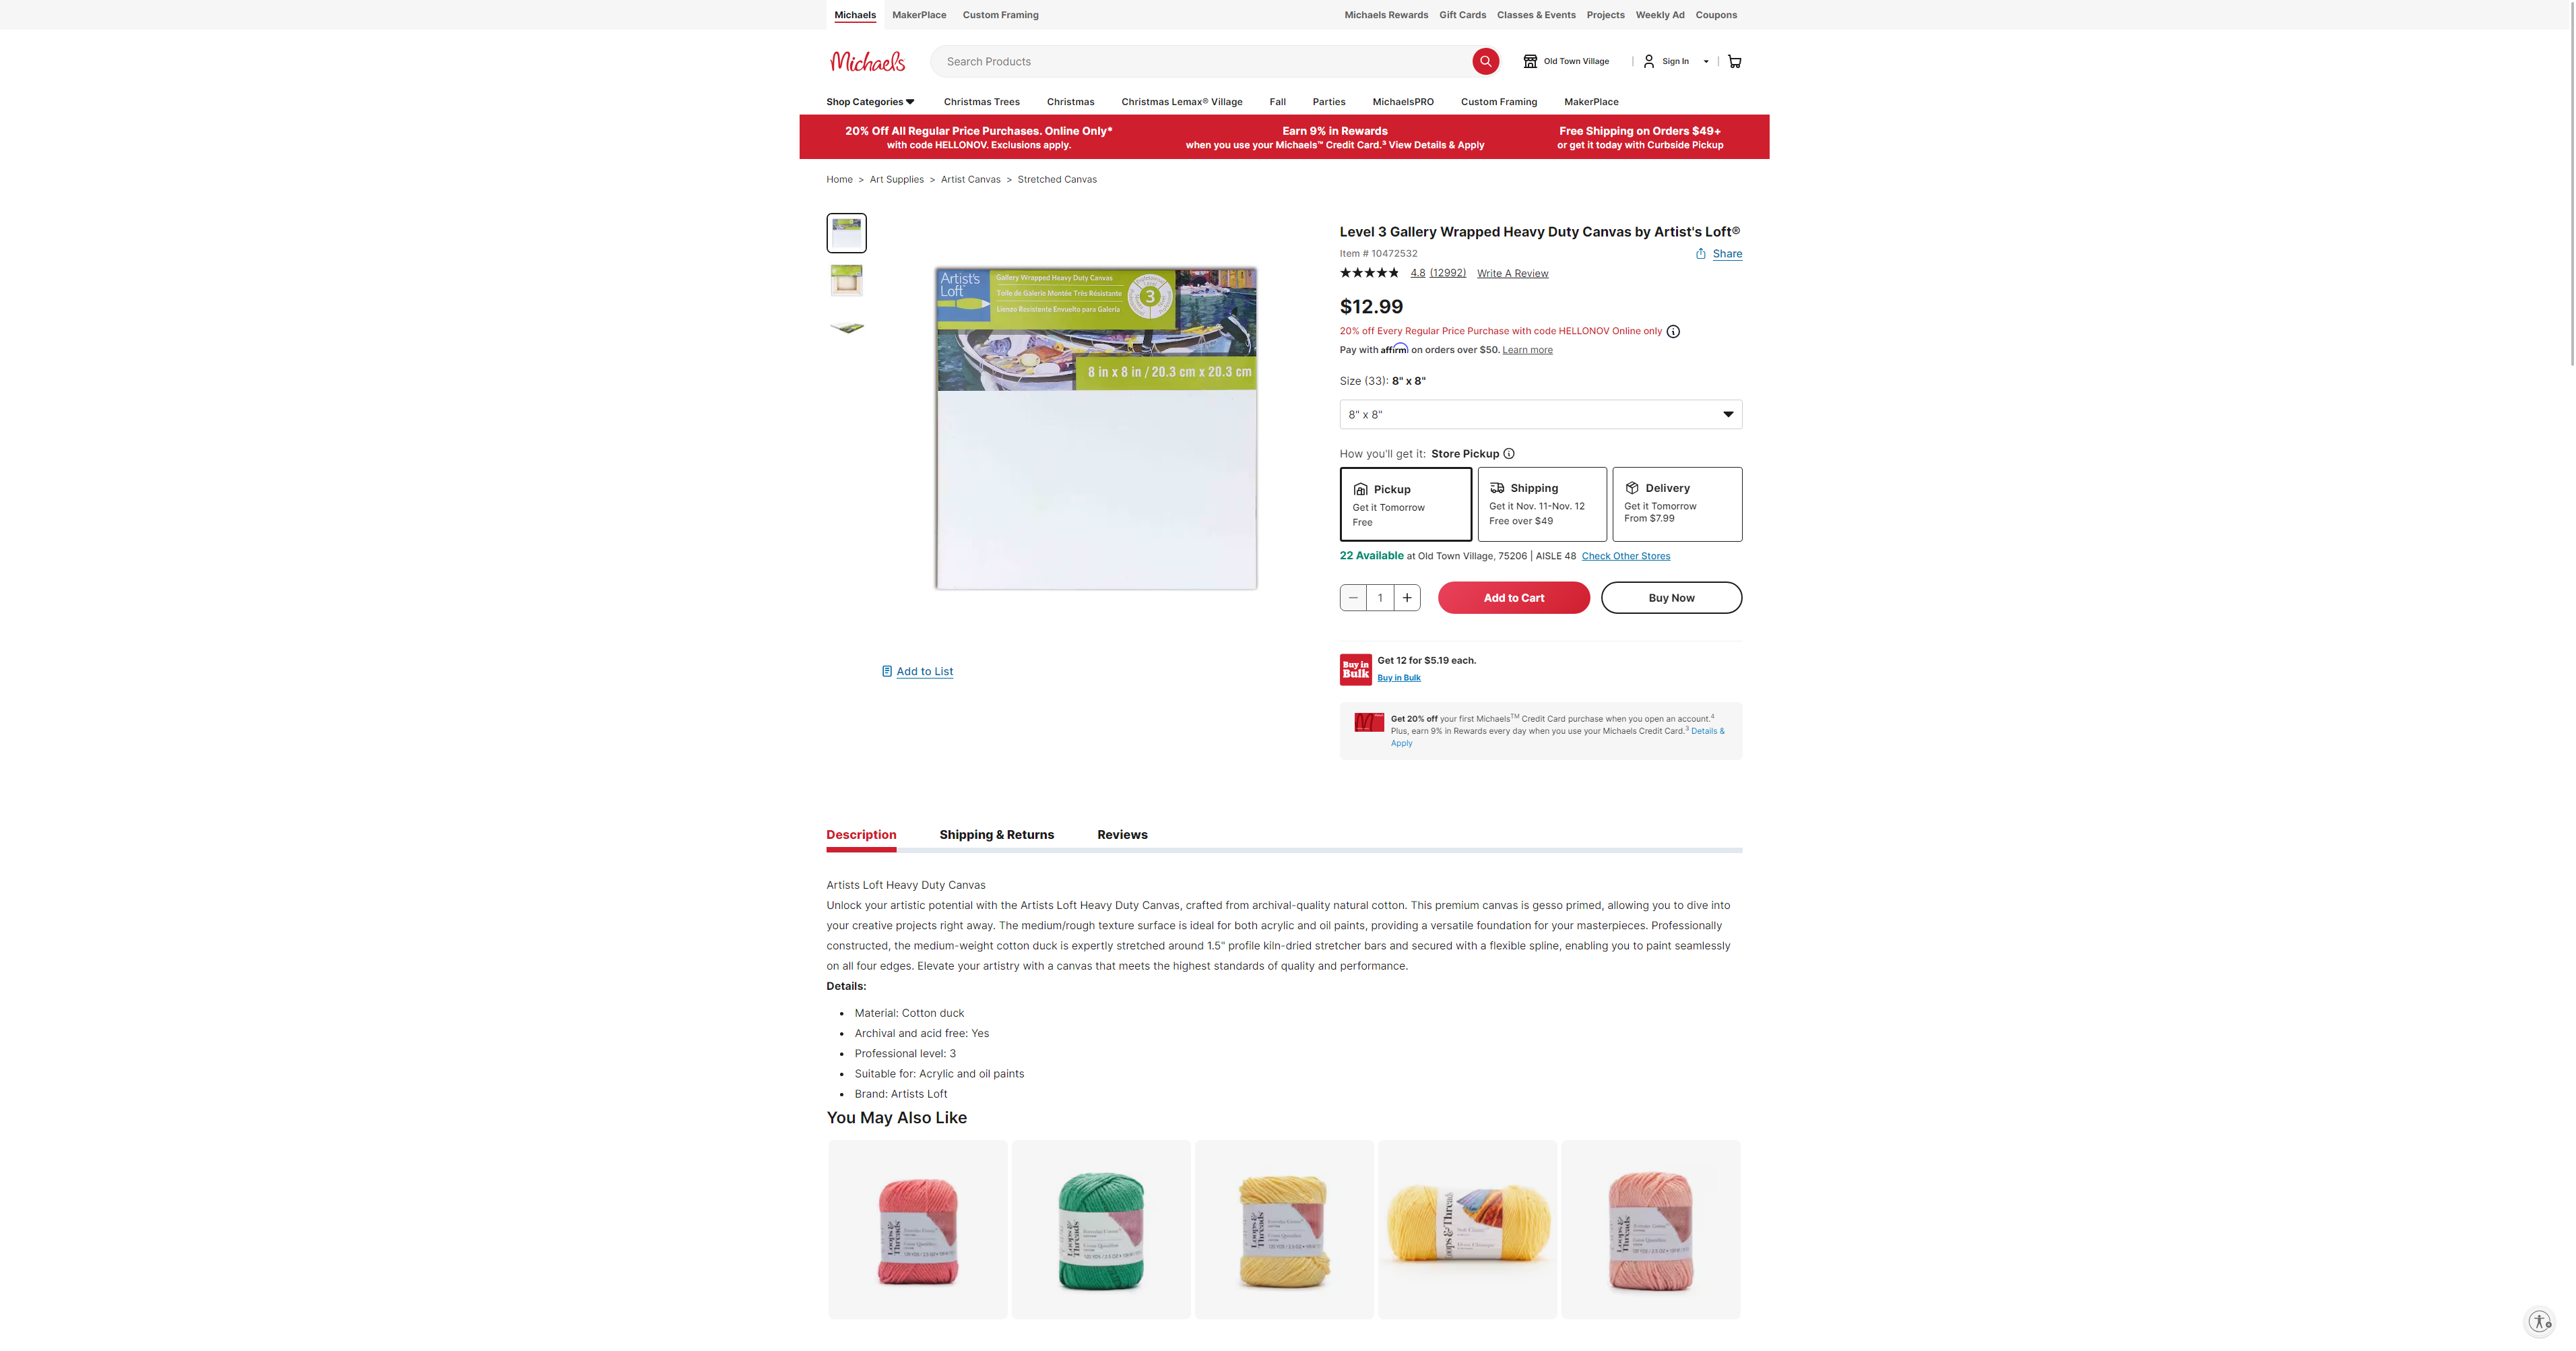 Michaels
MakerPlace
Custom Framing
Michaels Rewards
Gift Cards
Classes & Events
Projects
Weekly Ad
Coupons
Michaels
Search Products
Old Town Village
Sign In
Shop Categories
Christmas Trees
Christmas
Christmas Lemax® Village
Fall
Parties
MichaelsPRO
Custom Framing
MakerPlace
20% Off All Regular Price Purchases. Online Only*
with code HELLONOV. Exclusions apply.
Earn 9% in Rewards
when you use your Michaels™ Credit Card.³ View Details & Apply
Free Shipping on Orders $49+
or get it today with Curbside Pickup
Home > Art Supplies > Artist Canvas > Stretched Canvas
Artist's
Loft
Gallery Wrapped Heavy Duty Canvas
Toile de Galerie Montée Très Résistante
Lienzo Resistente Envuelto para Galería
3
8 in x 8 in / 20.3 cm x 20.3 cm
Add to List
Level 3 Gallery Wrapped Heavy Duty Canvas by Artist's Loft®
Item # 10472532
Share
4.8 (12992) Write A Review
$12.99
20% off Every Regular Price Purchase with code HELLONOV Online only
Pay with affirm on orders over $50. Learn more
Size (33): 8" x 8"
8" x 8"
How you'll get it: Store Pickup
Pickup
Get it Tomorrow
Free
Shipping
Get it Nov. 11-Nov. 12
Free over $49
Delivery
Get it Tomorrow
From $7.99
22 Available at Old Town Village, 75206 | AISLE 48 Check Other Stores
1
Add to Cart
Buy Now
Buy in
Bulk
Get 12 for $5.19 each.
Buy in Bulk
Get 20% off your first Michaels™ Credit Card purchase when you open an account.⁴
Plus, earn 9% in Rewards every day when you use your Michaels Credit Card.³ Details &
Apply
Description
Shipping & Returns
Reviews
Artists Loft Heavy Duty Canvas
Unlock your artistic potential with the Artists Loft Heavy Duty Canvas, crafted from archival-quality natural cotton. This premium canvas is gesso primed, allowing you to dive into
your creative projects right away. The medium/rough texture surface is ideal for both acrylic and oil paints, providing a versatile foundation for your masterpieces. Professionally
constructed, the medium-weight cotton duck is expertly stretched around 1.5" profile kiln-dried stretcher bars and secured with a flexible spline, enabling you to paint seamlessly
on all four edges. Elevate your artistry with a canvas that meets the highest standards of quality and performance.
Details:
• Material: Cotton duck
• Archival and acid free: Yes
• Professional level: 3
• Suitable for: Acrylic and oil paints
• Brand: Artists Loft
You May Also Like
Loops &
Threads
Loops &
Threads
Loops &
Threads
Loops & Threads
Loops &
Threads